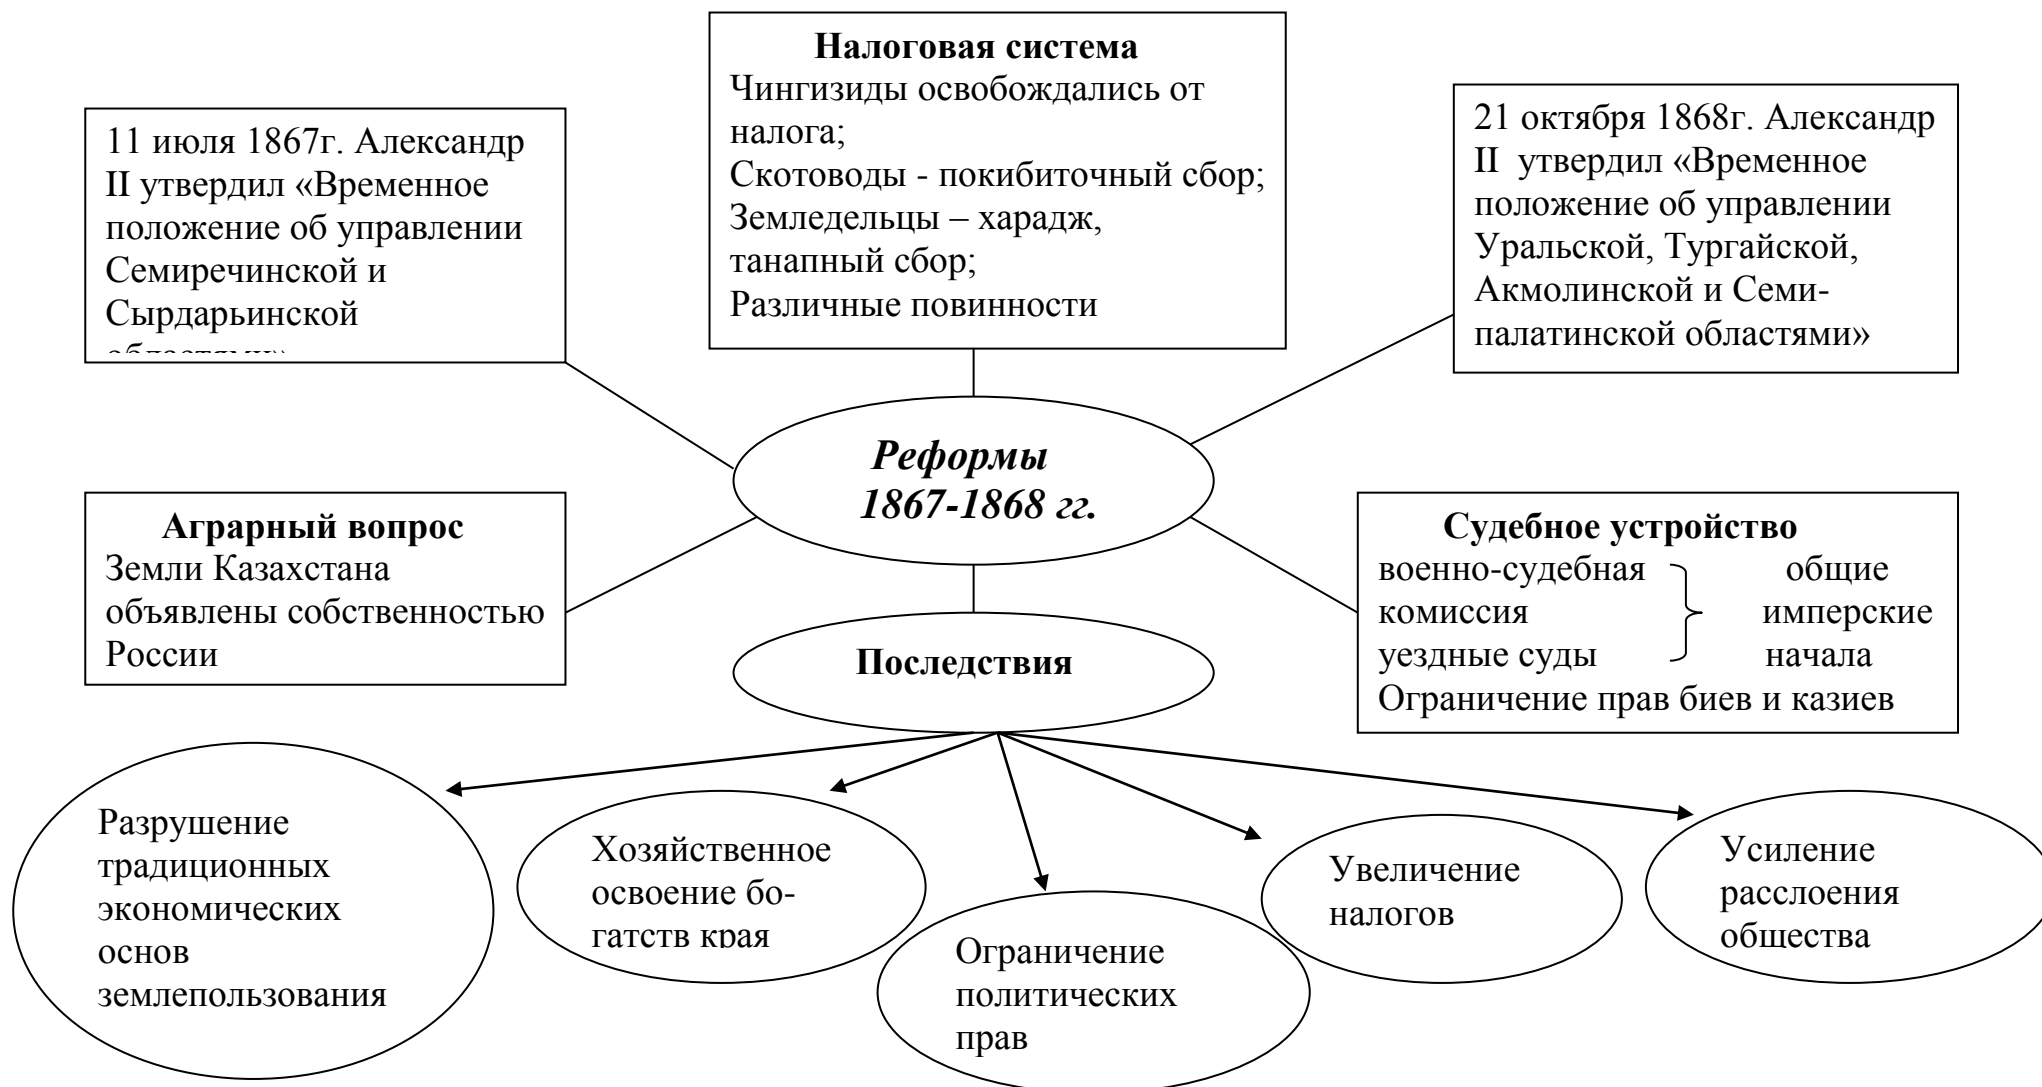 Налоговая система
Чингизиды освобождались от
налога;
Скотоводы - покибиточный сбор;
Земледельцы – харадж,
танапный сбор;
Различные повинности
11 июля 1867г. Александр
II утвердил «Временное
положение об управлении
Семиречинской и
Сырдарьинской
областями»
21 октября 1868г. Александр
II утвердил «Временное
положение об управлении
Уральской, Тургайской,
Акмолинской и Семи-
палатинской областями»
Реформы
1867-1868 гг.
Аграрный вопрос
Земли Казахстана
объявлены собственностью
России
Судебное устройство
военно-судебная общие
комиссия имперские
уездные суды начала
Ограничение прав биев и казиев
Последствия
Разрушение
традиционных
экономических
основ
землепользования
Хозяйственное
освоение бо-
гатств края
Ограничение
политических
прав
Увеличение
налогов
Усиление
расслоения
общества